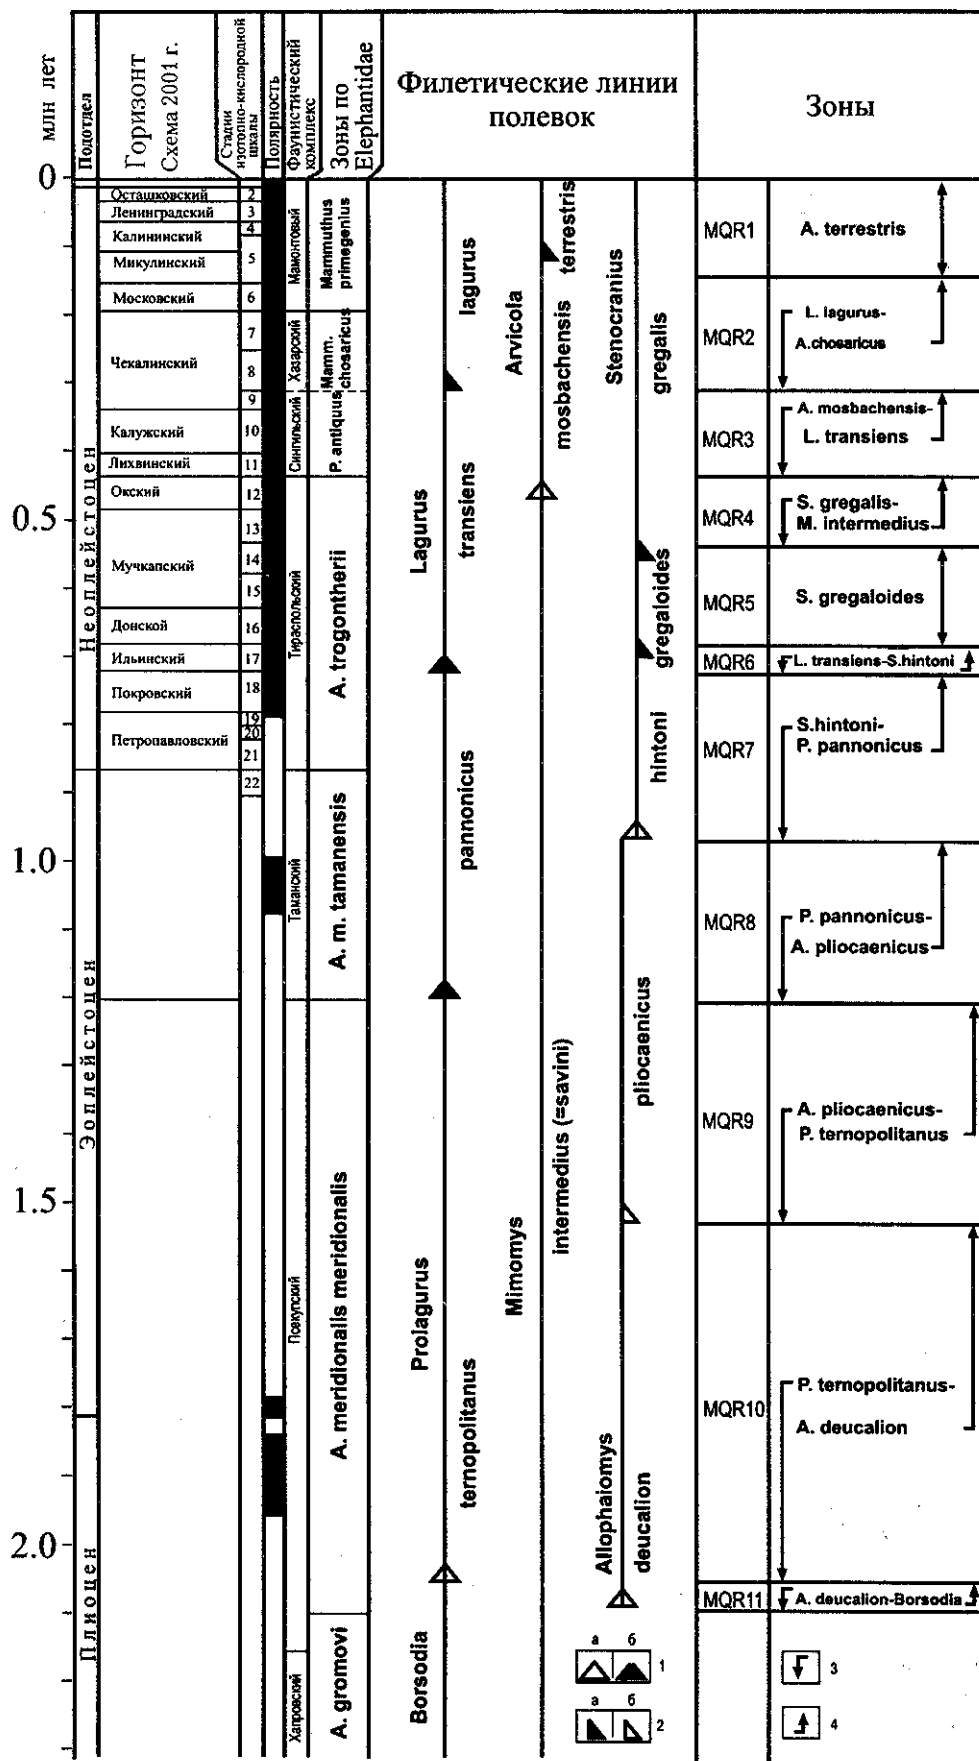 млн лет
Подотдел
Горизонт
Схема 2001 г.
Стадии
изотопно-кислородной
шкалы
Полярность
Фаунистический
комплекс
Зоны по
Elephantidae
Филетические линии
полевок
Зоны
0
0.5
1.0
1.5
2.0
Неоплейстоцен
Эоплейстоцен
Плиоцен
Осташковский
Ленинградский
Калининский
Микулинский
Московский
Чекалинский
Калужский
Лихвинский
Окский
Мучкапский
Донской
Ильинский
Покровский
Петропавловский
2
3
4
5
6
7
8
9
10
11
12
13
14
15
16
17
18
19
20
21
22
Мамонтовый
Хазарский
Сингильский
Тираспольский
Таманский
Псекупский
Хапровский
Mammuthus
primegenius
Mamm.
chosaricus
P. antiquus
A. trogontherii
A. m. tamanensis
A. meridionalis meridionalis
A. gromovi
Lagurus
lagurus
transiens
pannonicus
Prolagurus
ternopolitanus
Borsodia
Arvicola
terrestris
mosbachensis
Mimomys
intermedius (=savini)
Stenocranius
gregalis
gregaloides
hintoni
pliocaenicus
Allophaiomys
deucalion
MQR1
A. terrestris
MQR2
L. lagurus-
A.chosaricus
MQR3
A. mosbachensis-
L. transiens
MQR4
S. gregalis-
M. intermedius
MQR5
S. gregaloides
MQR6
L. transiens-S.hintoni
MQR7
S.hintoni-
P. pannonicus
MQR8
P. pannonicus-
A. pliocaenicus
MQR9
A. pliocaenicus-
P. ternopolitanus
MQR10
P. ternopolitanus-
A. deucalion
MQR11
A. deucalion-Borsodia
а б
1
а б
2
3
4